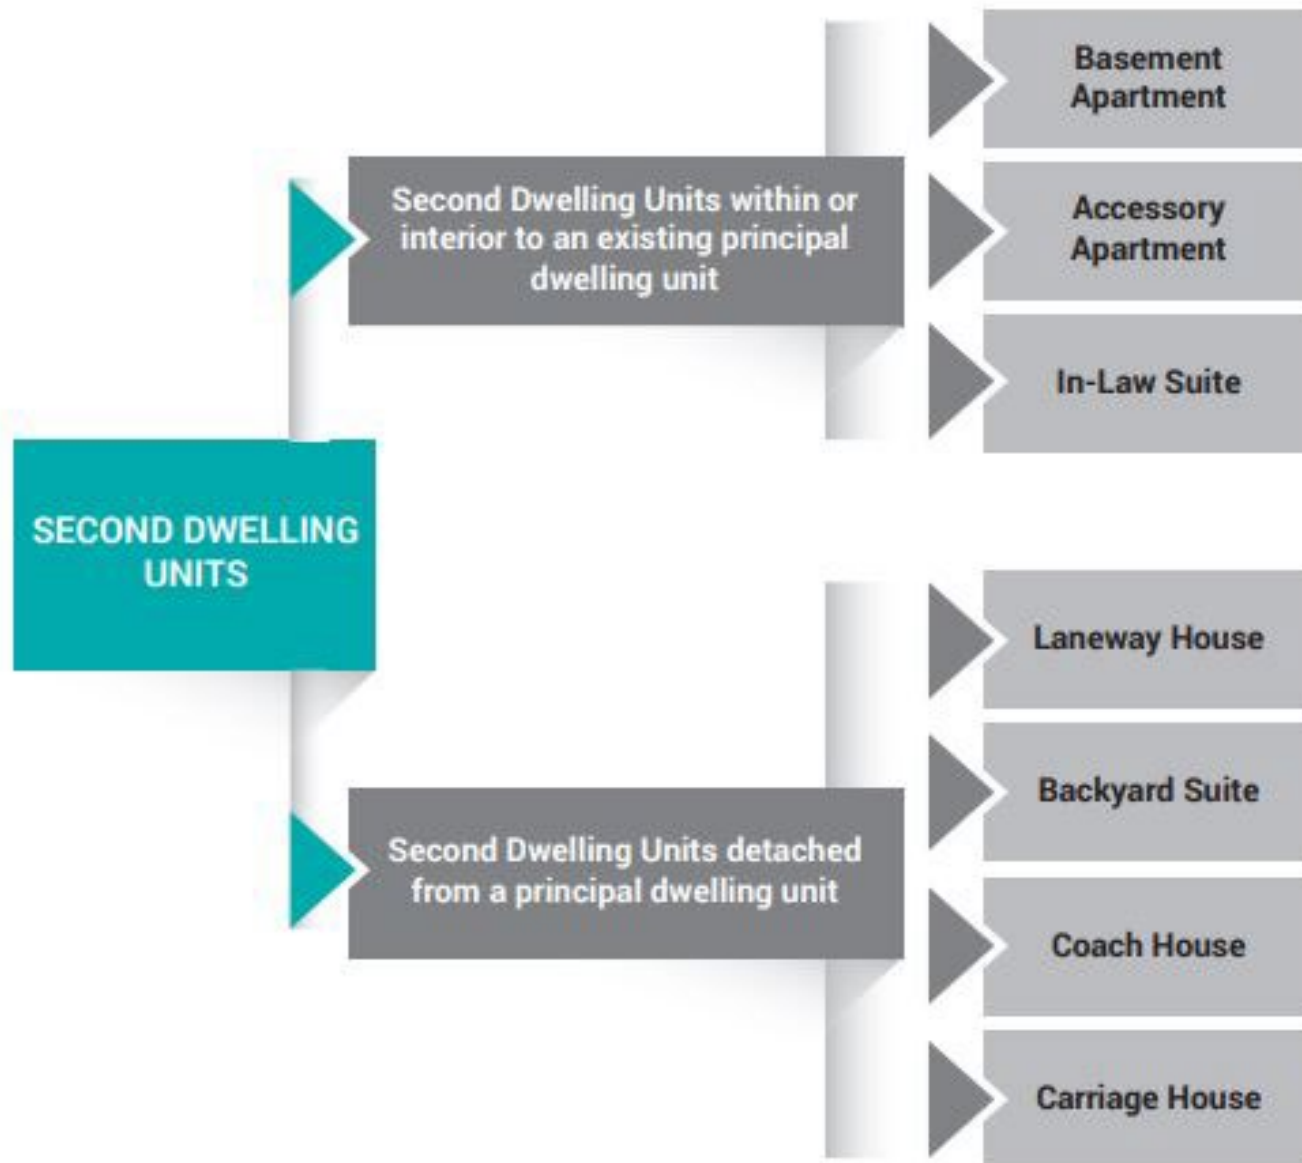 SECOND DWELLING
UNITS
Second Dwelling Units within or
interior to an existing principal
dwelling unit
Basement
Apartment
Accessory
Apartment
In-Law Suite
Second Dwelling Units detached
from a principal dwelling unit
Laneway House
Backyard Suite
Coach House
Carriage House